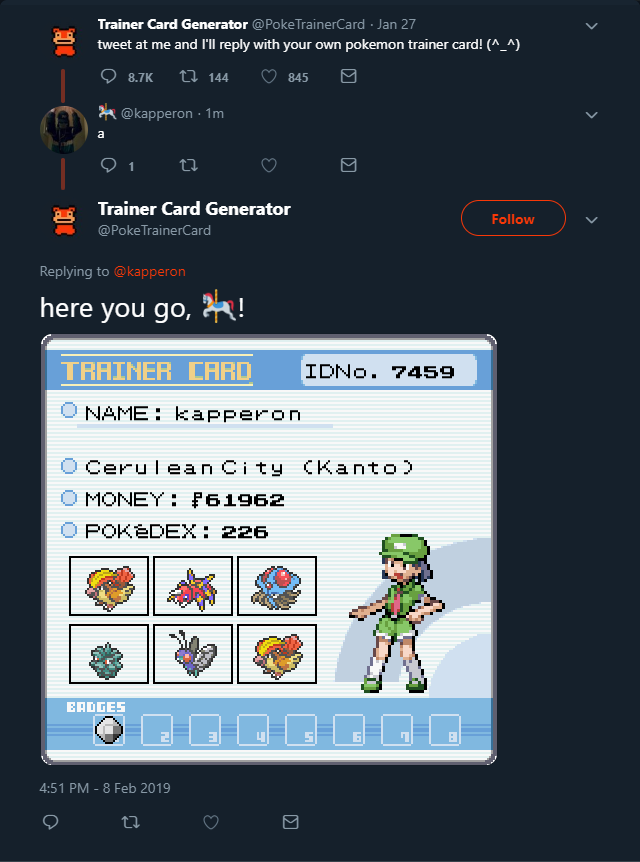 Trainer Card Generator @PokeTrainerCard · Jan 27
tweet at me and I'll reply with your own pokemon trainer card! (^_^)
8.7K 144 845
🎠 @kapperon · 1m
a
1
Trainer Card Generator
@PokeTrainerCard
Follow
Replying to @kapperon
here you go, 🎠!
TRAINER CARD IDNo. 7459
NAME: kapperon
Cerulean City (Kanto)
MONEY: ƒ61962
POKéDEX: 226
BADGES
2 3 4 5 6 7 8
4:51 PM - 8 Feb 2019